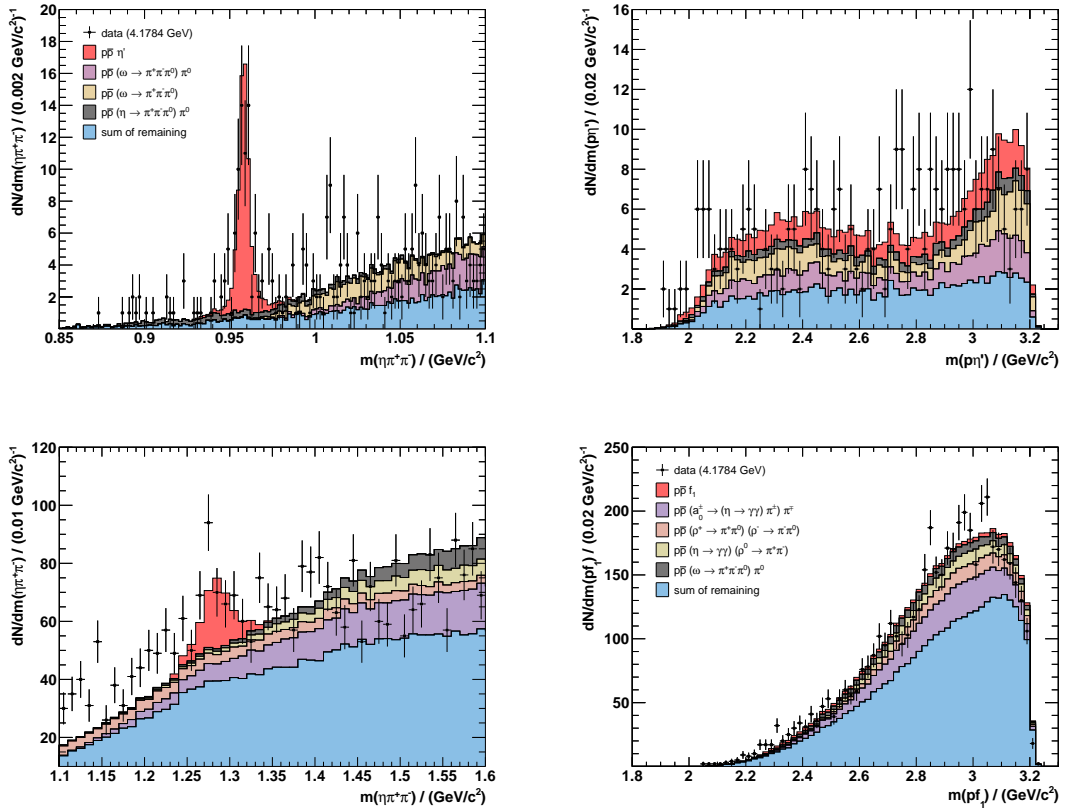 dN/dm(ηπ⁺π⁻) / (0.002 GeV/c²)⁻¹
20
18
16
14
12
10
8
6
4
2
data (4.1784 GeV)
pp̅ η'
pp̅ (ω → π⁺π⁻π⁰) π⁰
pp̅ (ω → π⁺π⁻π⁰)
pp̅ (η → π⁺π⁻π⁰) π⁰
sum of remaining
0.85 0.9 0.95 1 1.05 1.1
m(ηπ⁺π⁻) / (GeV/c²)
dN/dm(pη') / (0.02 GeV/c²)⁻¹
16
14
12
10
8
6
4
2
1.8 2 2.2 2.4 2.6 2.8 3 3.2
m(pη') / (GeV/c²)
dN/dm(ηπ⁺π⁻) / (0.01 GeV/c²)⁻¹
120
100
80
60
40
20
1.1 1.15 1.2 1.25 1.3 1.35 1.4 1.45 1.5 1.55 1.6
m(ηπ⁺π⁻) / (GeV/c²)
dN/dm(pf₁) / (0.02 GeV/c²)⁻¹
250
200
150
100
50
data (4.1784 GeV)
pp̅ f₁
pp̅ (a₀± → (η → γγ) π±) π∓
pp̅ (ρ⁺ → π⁺π⁰) (ρ⁻ → π⁻π⁰)
pp̅ (η → γγ) (ρ⁰ → π⁺π⁻)
pp̅ (ω → π⁺π⁻π⁰) π⁰
sum of remaining
1.8 2 2.2 2.4 2.6 2.8 3 3.2
m(pf₁) / (GeV/c²)